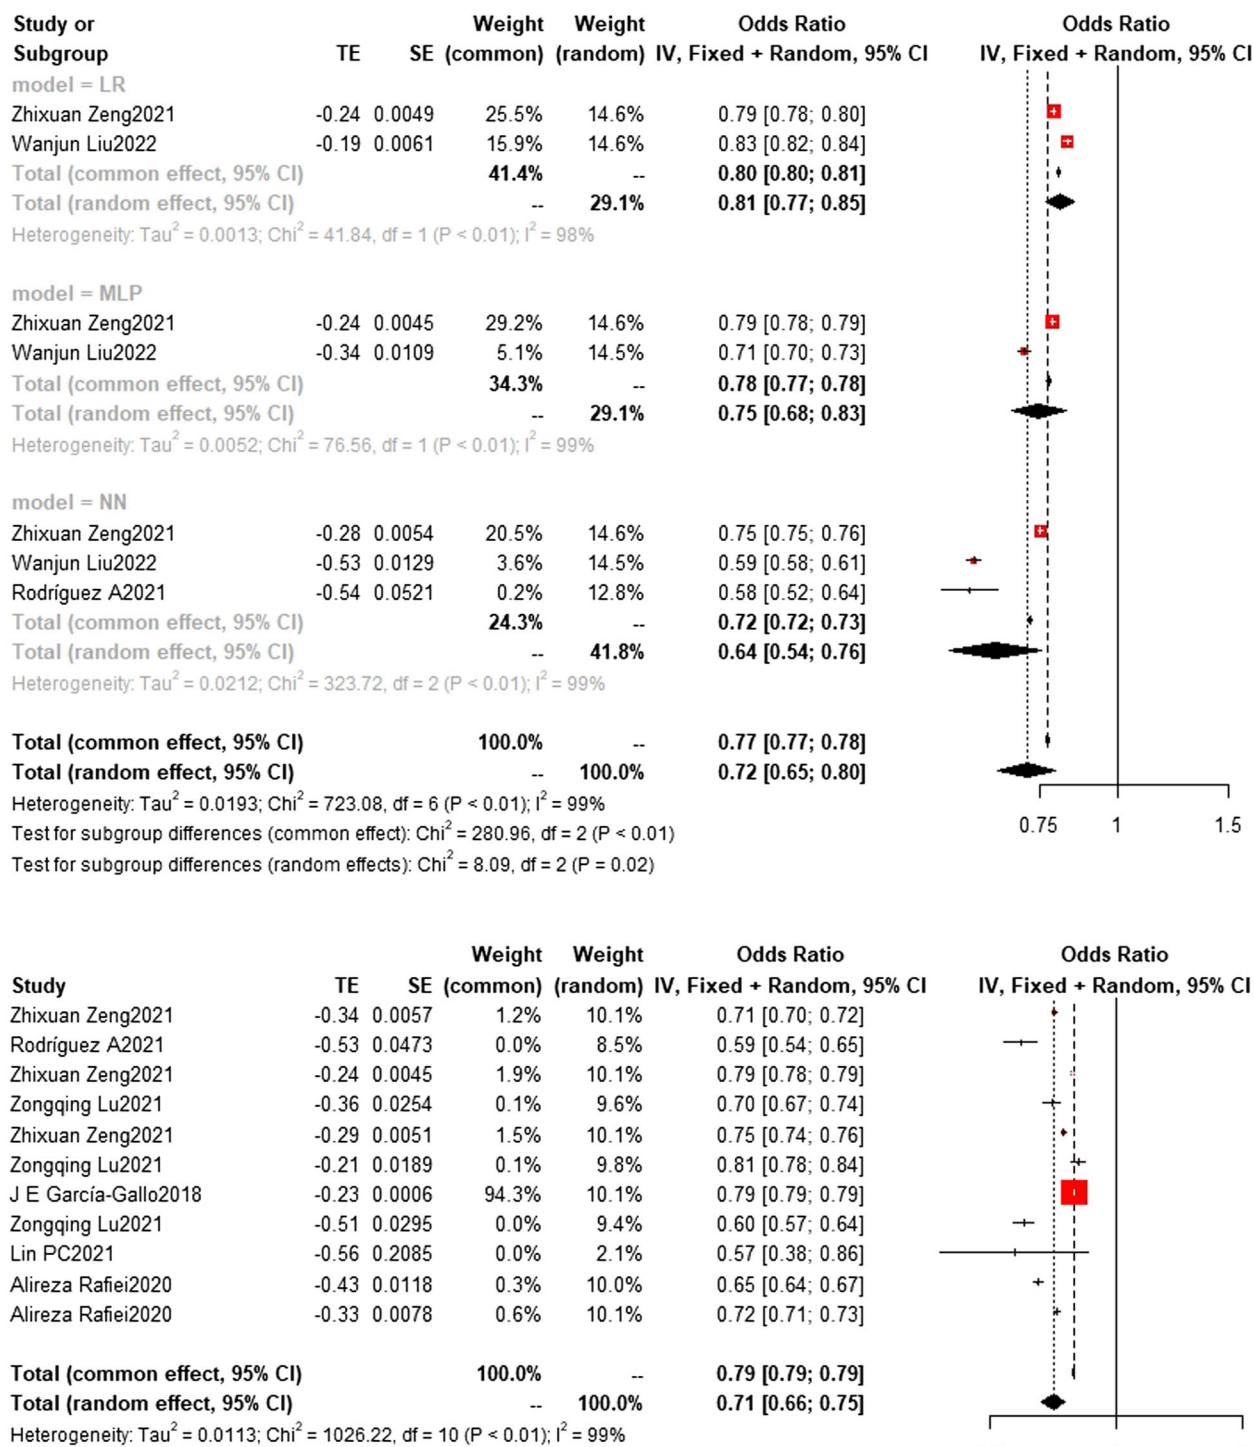 Study or Weight Weight Odds Ratio Odds Ratio
Subgroup TE SE (common) (random) IV, Fixed + Random, 95% CI IV, Fixed + Random, 95% CI
model = LR
Zhixuan Zeng2021 -0.24 0.0049 25.5% 14.6% 0.79 [0.78; 0.80]
Wanjun Liu2022 -0.19 0.0061 15.9% 14.6% 0.83 [0.82; 0.84]
Total (common effect, 95% CI) 41.4% -- 0.80 [0.80; 0.81]
Total (random effect, 95% CI) -- 29.1% 0.81 [0.77; 0.85]
Heterogeneity: Tau² = 0.0013; Chi² = 41.84, df = 1 (P < 0.01); I² = 98%
model = MLP
Zhixuan Zeng2021 -0.24 0.0045 29.2% 14.6% 0.79 [0.78; 0.79]
Wanjun Liu2022 -0.34 0.0109 5.1% 14.5% 0.71 [0.70; 0.73]
Total (common effect, 95% CI) 34.3% -- 0.78 [0.77; 0.78]
Total (random effect, 95% CI) -- 29.1% 0.75 [0.68; 0.83]
Heterogeneity: Tau² = 0.0052; Chi² = 76.56, df = 1 (P < 0.01); I² = 99%
model = NN
Zhixuan Zeng2021 -0.28 0.0054 20.5% 14.6% 0.75 [0.75; 0.76]
Wanjun Liu2022 -0.53 0.0129 3.6% 14.5% 0.59 [0.58; 0.61]
Rodríguez A2021 -0.54 0.0521 0.2% 12.8% 0.58 [0.52; 0.64]
Total (common effect, 95% CI) 24.3% -- 0.72 [0.72; 0.73]
Total (random effect, 95% CI) -- 41.8% 0.64 [0.54; 0.76]
Heterogeneity: Tau² = 0.0212; Chi² = 323.72, df = 2 (P < 0.01); I² = 99%
Total (common effect, 95% CI) 100.0% -- 0.77 [0.77; 0.78]
Total (random effect, 95% CI) -- 100.0% 0.72 [0.65; 0.80]
Heterogeneity: Tau² = 0.0193; Chi² = 723.08, df = 6 (P < 0.01); I² = 99%
Test for subgroup differences (common effect): Chi² = 280.96, df = 2 (P < 0.01) 0.75 1 1.5
Test for subgroup differences (random effects): Chi² = 8.09, df = 2 (P = 0.02)
Weight Weight Odds Ratio Odds Ratio
Study TE SE (common) (random) IV, Fixed + Random, 95% CI IV, Fixed + Random, 95% CI
Zhixuan Zeng2021 -0.34 0.0057 1.2% 10.1% 0.71 [0.70; 0.72]
Rodríguez A2021 -0.53 0.0473 0.0% 8.5% 0.59 [0.54; 0.65]
Zhixuan Zeng2021 -0.24 0.0045 1.9% 10.1% 0.79 [0.78; 0.79]
Zongqing Lu2021 -0.36 0.0254 0.1% 9.6% 0.70 [0.67; 0.74]
Zhixuan Zeng2021 -0.29 0.0051 1.5% 10.1% 0.75 [0.74; 0.76]
Zongqing Lu2021 -0.21 0.0189 0.1% 9.8% 0.81 [0.78; 0.84]
J E García-Gallo2018 -0.23 0.0006 94.3% 10.1% 0.79 [0.79; 0.79]
Zongqing Lu2021 -0.51 0.0295 0.0% 9.4% 0.60 [0.57; 0.64]
Lin PC2021 -0.56 0.2085 0.0% 2.1% 0.57 [0.38; 0.86]
Alireza Rafiei2020 -0.43 0.0118 0.3% 10.0% 0.65 [0.64; 0.67]
Alireza Rafiei2020 -0.33 0.0078 0.6% 10.1% 0.72 [0.71; 0.73]
Total (common effect, 95% CI) 100.0% -- 0.79 [0.79; 0.79]
Total (random effect, 95% CI) -- 100.0% 0.71 [0.66; 0.75]
Heterogeneity: Tau² = 0.0113; Chi² = 1026.22, df = 10 (P < 0.01); I² = 99%